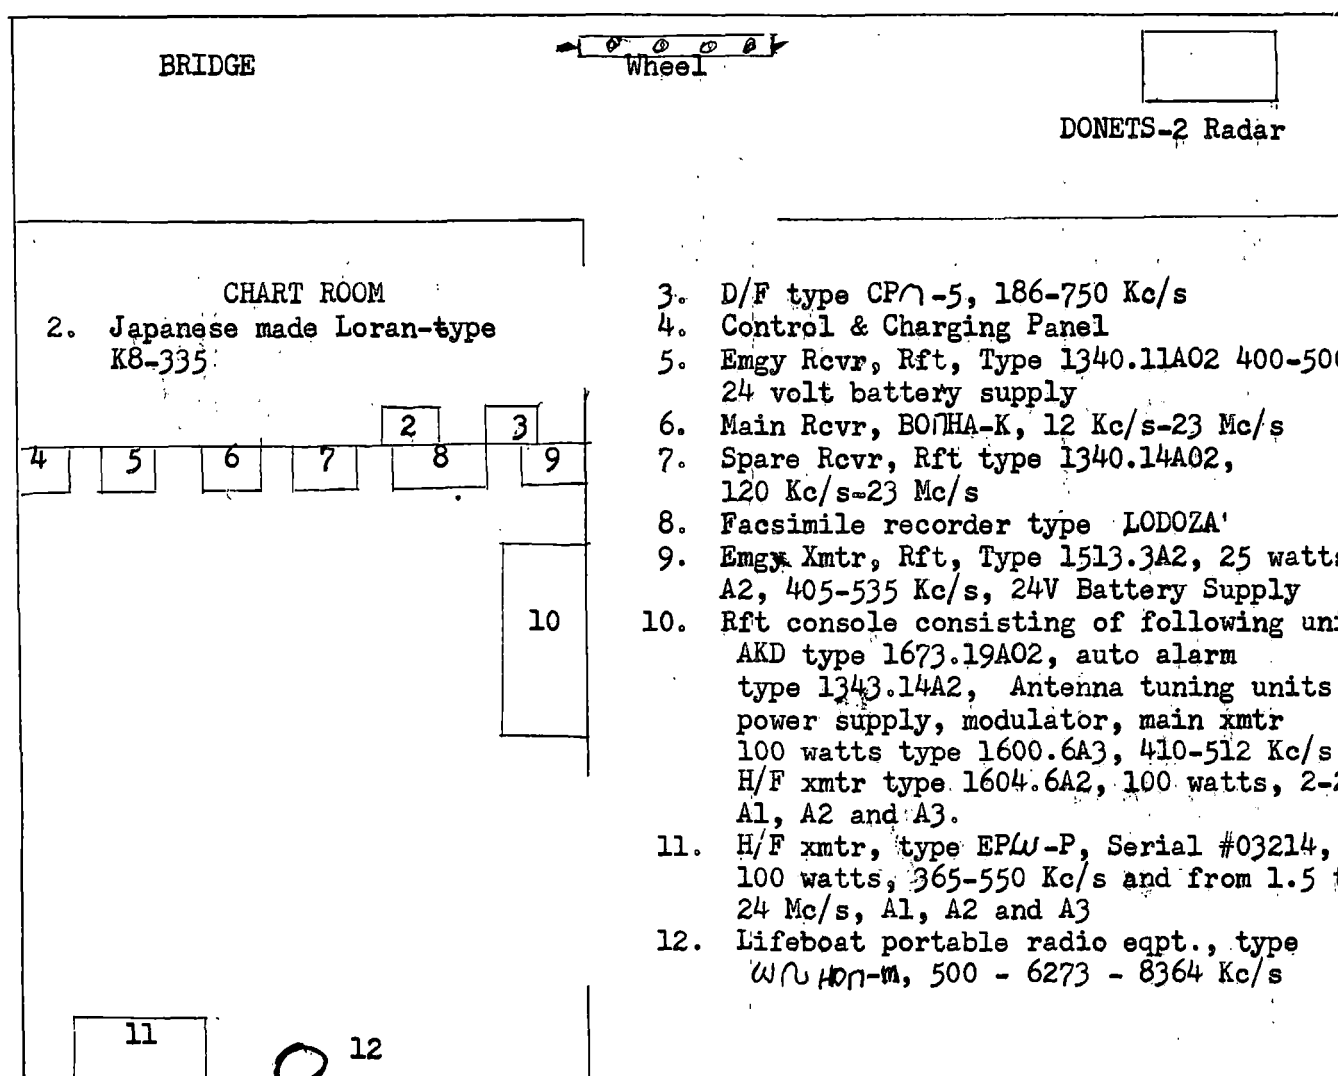 BRIDGE
Wheel
DONETS-2 Radar
CHART ROOM
2. Japanese made Loran-type
K8-335
2
3
4
5
6
7
8
9
10
11
12
3. D/F type СРП-5, 186-750 Kc/s
4. Control & Charging Panel
5. Emgy Rcvr, Rft, Type 1340.11A02 400-500
24 volt battery supply
6. Main Rcvr, BOПHA-K, 12 Kc/s-23 Mc/s
7. Spare Rcvr, Rft type 1340.14A02,
120 Kc/s-23 Mc/s
8. Facsimile recorder type LODOZA'
9. Emgy Xmtr, Rft, Type 1513.3A2, 25 watts
A2, 405-535 Kc/s, 24V Battery Supply
10. Rft console consisting of following
AKD type 1673.19A02, auto alarm
type 1343.14A2, Antenna tuning units
power supply, modulator, main xmtr
100 watts type 1600.6A3, 410-512 Kc/s
H/F xmtr type 1604.6A2, 100 watts,
A1, A2 and A3.
11. H/F xmtr, type ЕРШ-Р, Serial #03214,
100 watts, 365-550 Kc/s and from 1.5
24 Mc/s, A1, A2 and A3
12. Lifeboat portable radio eqpt., type
500 - 6273 - 8364 Kc/s